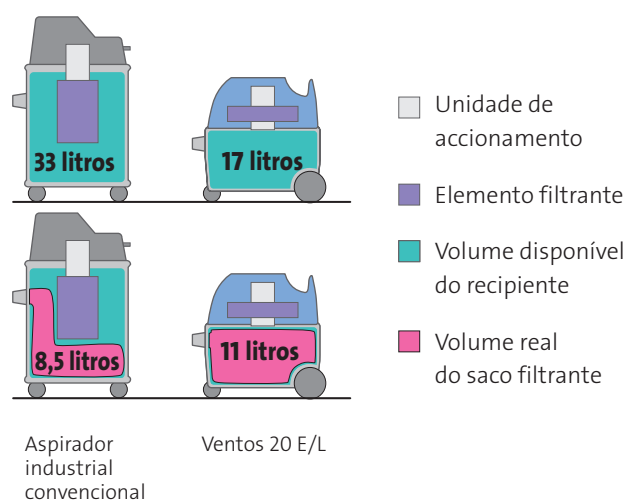 33 litros
17 litros
8,5 litros
11 litros
Unidade de
accionamento
Elemento filtrante
Volume disponível
do recipiente
Volume real
do saco filtrante
Aspirador
industrial
convencional
Ventos 20 E/L